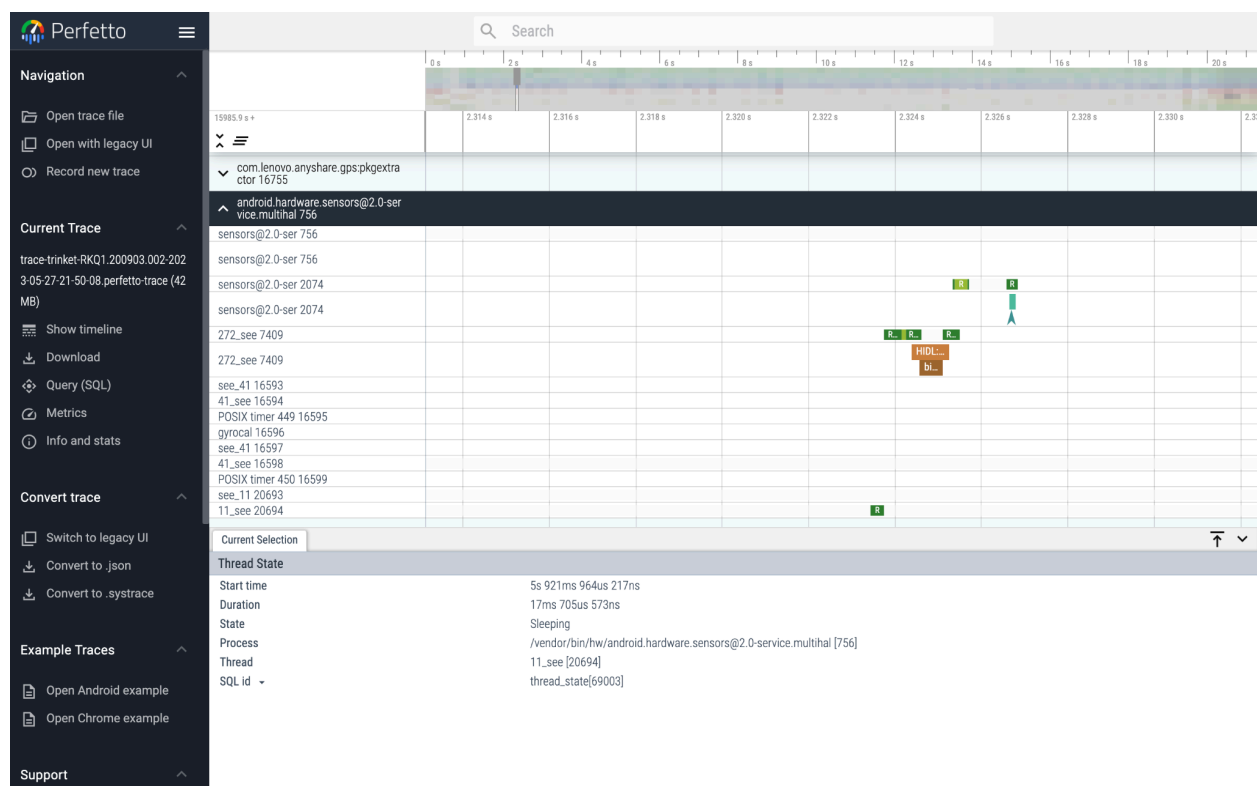 Perfetto
Search
Navigation
Open trace file
Open with legacy UI
Record new trace
Current Trace
trace-trinket-RKQ1.200903.002-202
3-05-27-21-50-08.perfetto-trace (42
MB)
Show timeline
Download
Query (SQL)
Metrics
Info and stats
Convert trace
Switch to legacy UI
Convert to .json
Convert to .systrace
Example Traces
Open Android example
Open Chrome example
Support
0 s 2 s 4 s 6 s 8 s 10 s 12 s 14 s 16 s 18 s 20 s
15985.9 s + 2.314 s 2.316 s 2.318 s 2.320 s 2.322 s 2.324 s 2.326 s 2.328 s 2.330 s
com.lenovo.anyshare.gps:pkgextra
ctor 16755
android.hardware.sensors@2.0-ser
vice.multihal 756
sensors@2.0-ser 756
sensors@2.0-ser 756
sensors@2.0-ser 2074 R R
sensors@2.0-ser 2074
272_see 7409 R... R... R...
272_see 7409 HIDL:...
bi...
see_41 16593
41_see 16594
POSIX timer 449 16595
gyrocal 16596
see_41 16597
41_see 16598
POSIX timer 450 16599
see_11 20693
11_see 20694 R
Current Selection
Thread State
Start time 5s 921ms 964us 217ns
Duration 17ms 705us 573ns
State Sleeping
Process /vendor/bin/hw/android.hardware.sensors@2.0-service.multihal [756]
Thread 11_see [20694]
SQL id thread_state[69003]